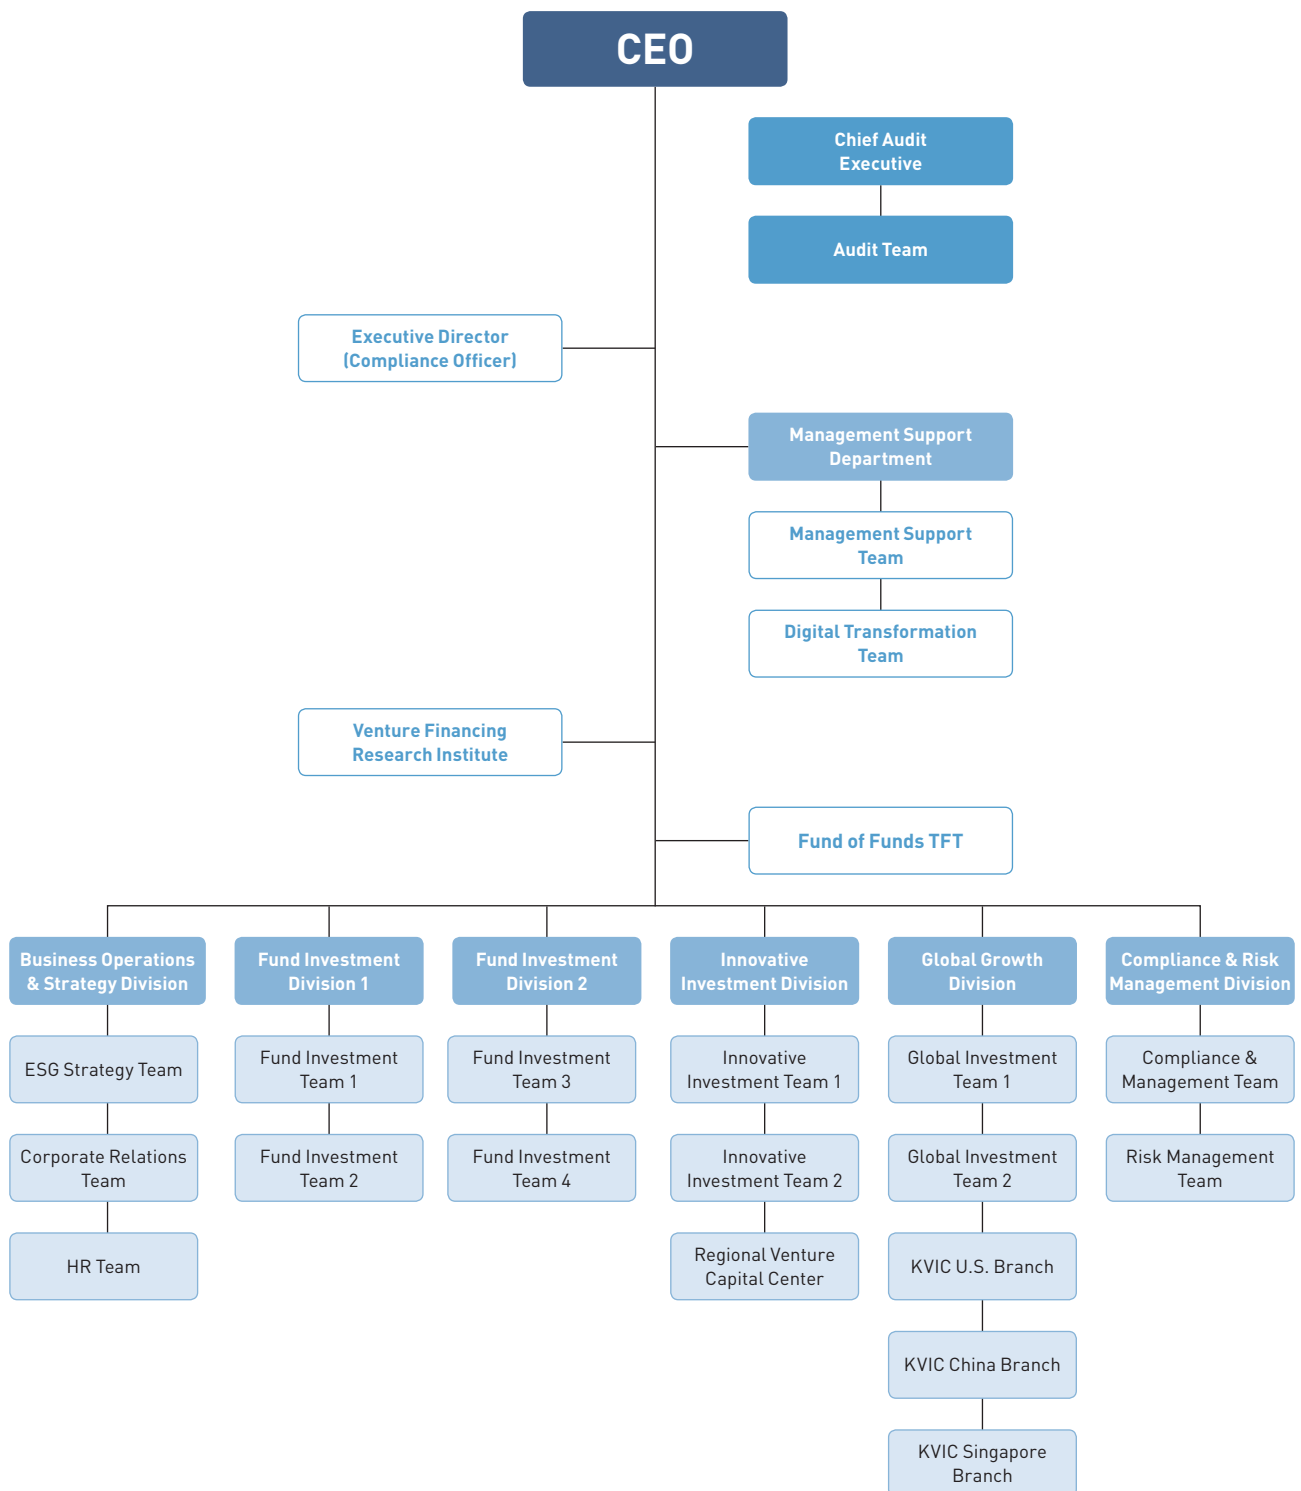 CEO
Chief Audit
Executive
Audit Team
Executive Director
(Compliance Officer)
Management Support
Department
Management Support
Team
Digital Transformation
Team
Venture Financing
Research Institute
Fund of Funds TFT
Business Operations
& Strategy Division
ESG Strategy Team
Corporate Relations
Team
HR Team
Fund Investment
Division 1
Fund Investment
Team 1
Fund Investment
Team 2
Fund Investment
Division 2
Fund Investment
Team 3
Fund Investment
Team 4
Innovative
Investment Division
Innovative
Investment Team 1
Innovative
Investment Team 2
Regional Venture
Capital Center
Global Growth
Division
Global Investment
Team 1
Global Investment
Team 2
KVIC U.S. Branch
KVIC China Branch
KVIC Singapore
Branch
Compliance & Risk
Management Division
Compliance &
Management Team
Risk Management
Team